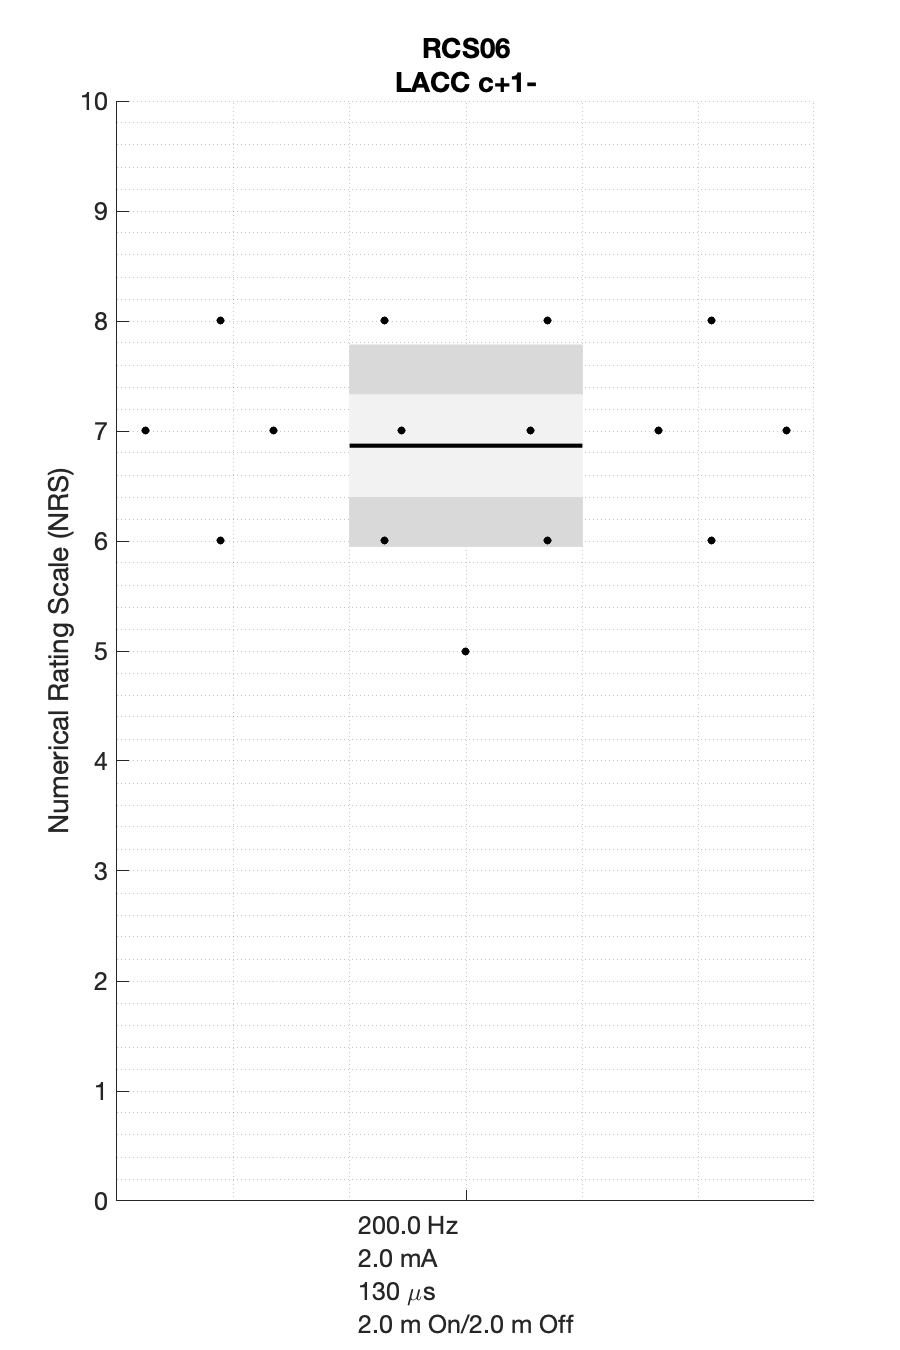 RCS06
LACC c+1-
10
9
8
7
6
5
4
3
2
1
0
Numerical Rating Scale (NRS)
200.0 Hz
2.0 mA
130 μs
2.0 m On/2.0 m Off